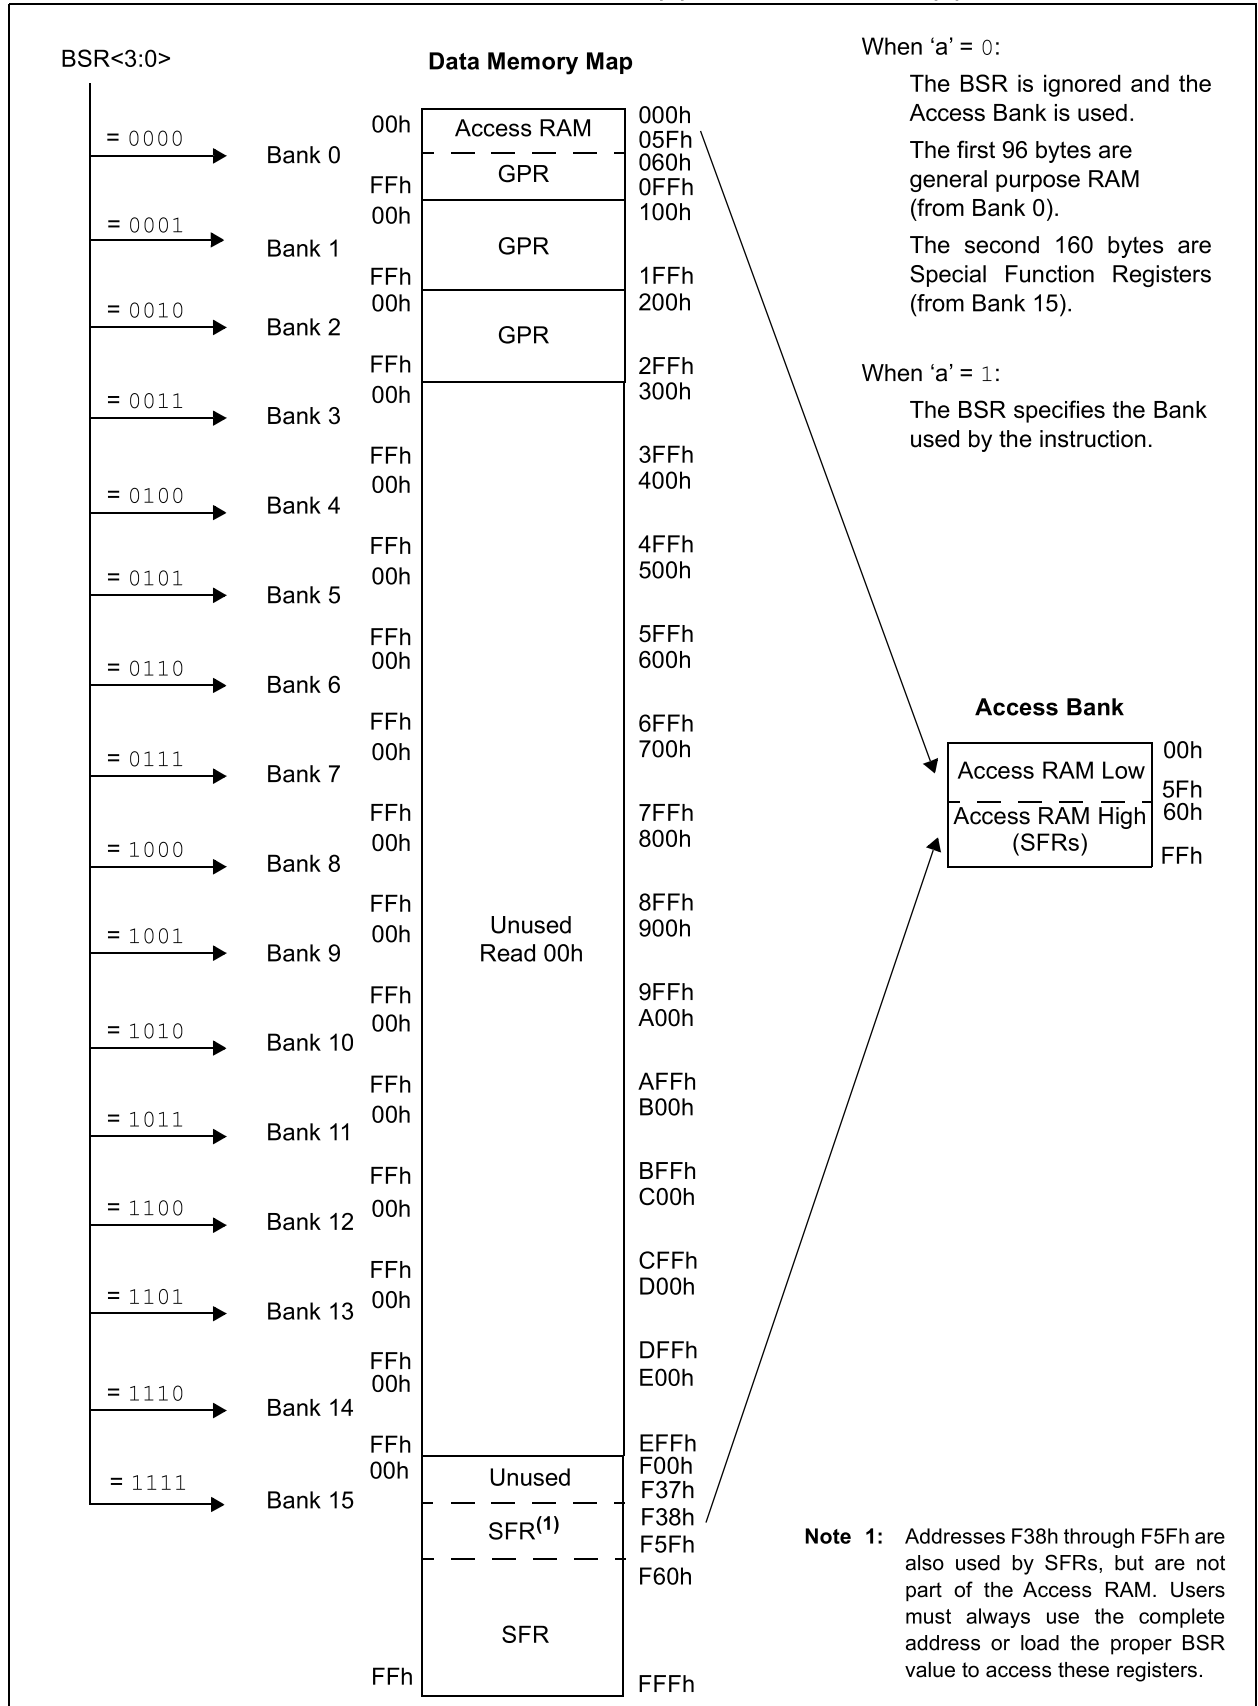 BSR<3:0>
Data Memory Map
When ‘a’ = 0:
The BSR is ignored and the
Access Bank is used.
The first 96 bytes are
general purpose RAM
(from Bank 0).
The second 160 bytes are
Special Function Registers
(from Bank 15).
When ‘a’ = 1:
The BSR specifies the Bank
used by the instruction.
= 0000
Bank 0
00h
Access RAM
000h
05Fh
060h
GPR
FFh
0FFh
= 0001
Bank 1
00h
100h
GPR
FFh
1FFh
= 0010
Bank 2
00h
200h
GPR
FFh
2FFh
= 0011
Bank 3
00h
300h
FFh
3FFh
= 0100
Bank 4
00h
400h
FFh
4FFh
= 0101
Bank 5
00h
500h
FFh
5FFh
= 0110
Bank 6
00h
600h
FFh
6FFh
= 0111
Bank 7
00h
700h
FFh
7FFh
= 1000
Bank 8
00h
800h
FFh
8FFh
Unused
Read 00h
= 1001
Bank 9
00h
900h
FFh
9FFh
= 1010
Bank 10
00h
A00h
FFh
AFFh
= 1011
Bank 11
00h
B00h
FFh
BFFh
= 1100
Bank 12
00h
C00h
FFh
CFFh
= 1101
Bank 13
00h
D00h
FFh
DFFh
= 1110
Bank 14
00h
E00h
FFh
EFFh
= 1111
Bank 15
00h
F00h
Unused
F37h
F38h
SFR(1)
F5Fh
F60h
SFR
FFh
FFFh
Access Bank
00h
Access RAM Low
5Fh
60h
Access RAM High
(SFRs)
FFh
Note 1: Addresses F38h through F5Fh are
also used by SFRs, but are not
part of the Access RAM. Users
must always use the complete
address or load the proper BSR
value to access these registers.